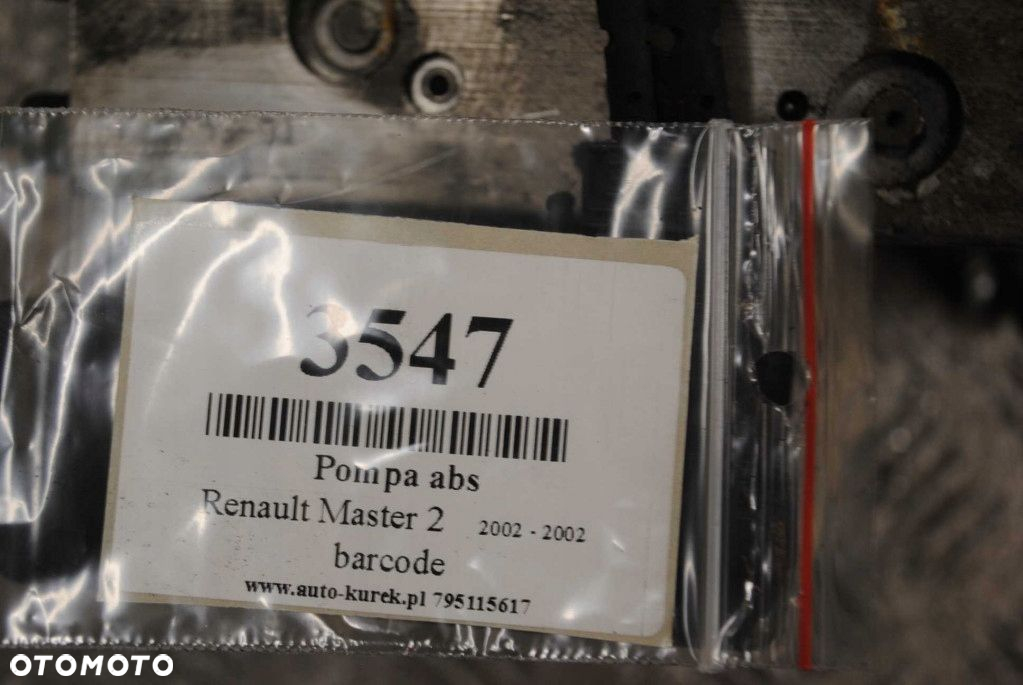 3547
Pompa abs
Renault Master 2 2002 - 2002
barcode
www.auto-kurek.pl 795115617
OTOMOTO